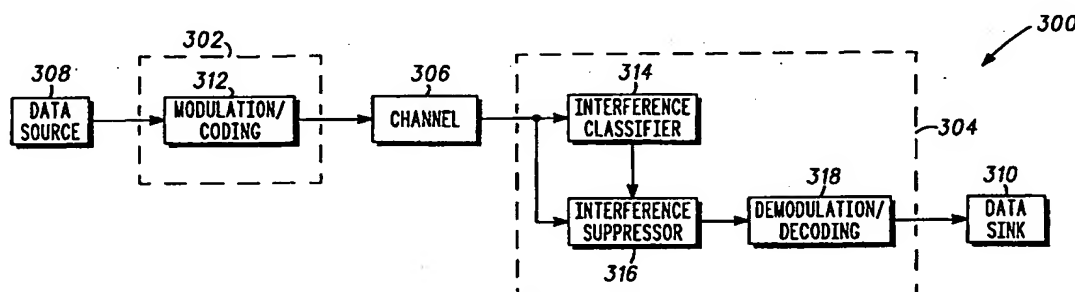 300
302
308
312
306
314
DATA
SOURCE
MODULATION/
CODING
CHANNEL
INTERFERENCE
CLASSIFIER
304
318
310
INTERFERENCE
SUPPRESSOR
DEMODULATION/
DECODING
DATA
SINK
316